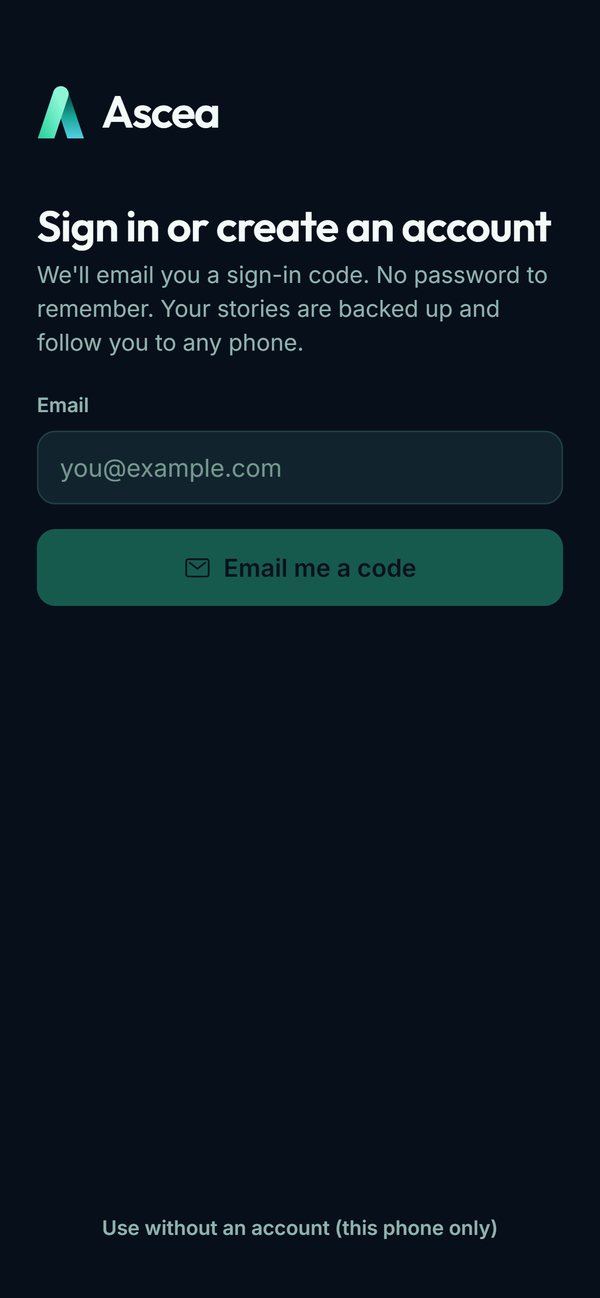 Ascea
Sign in or create an account
We'll email you a sign-in code. No password to
remember. Your stories are backed up and
follow you to any phone.
Email
you@example.com
Email me a code
Use without an account (this phone only)